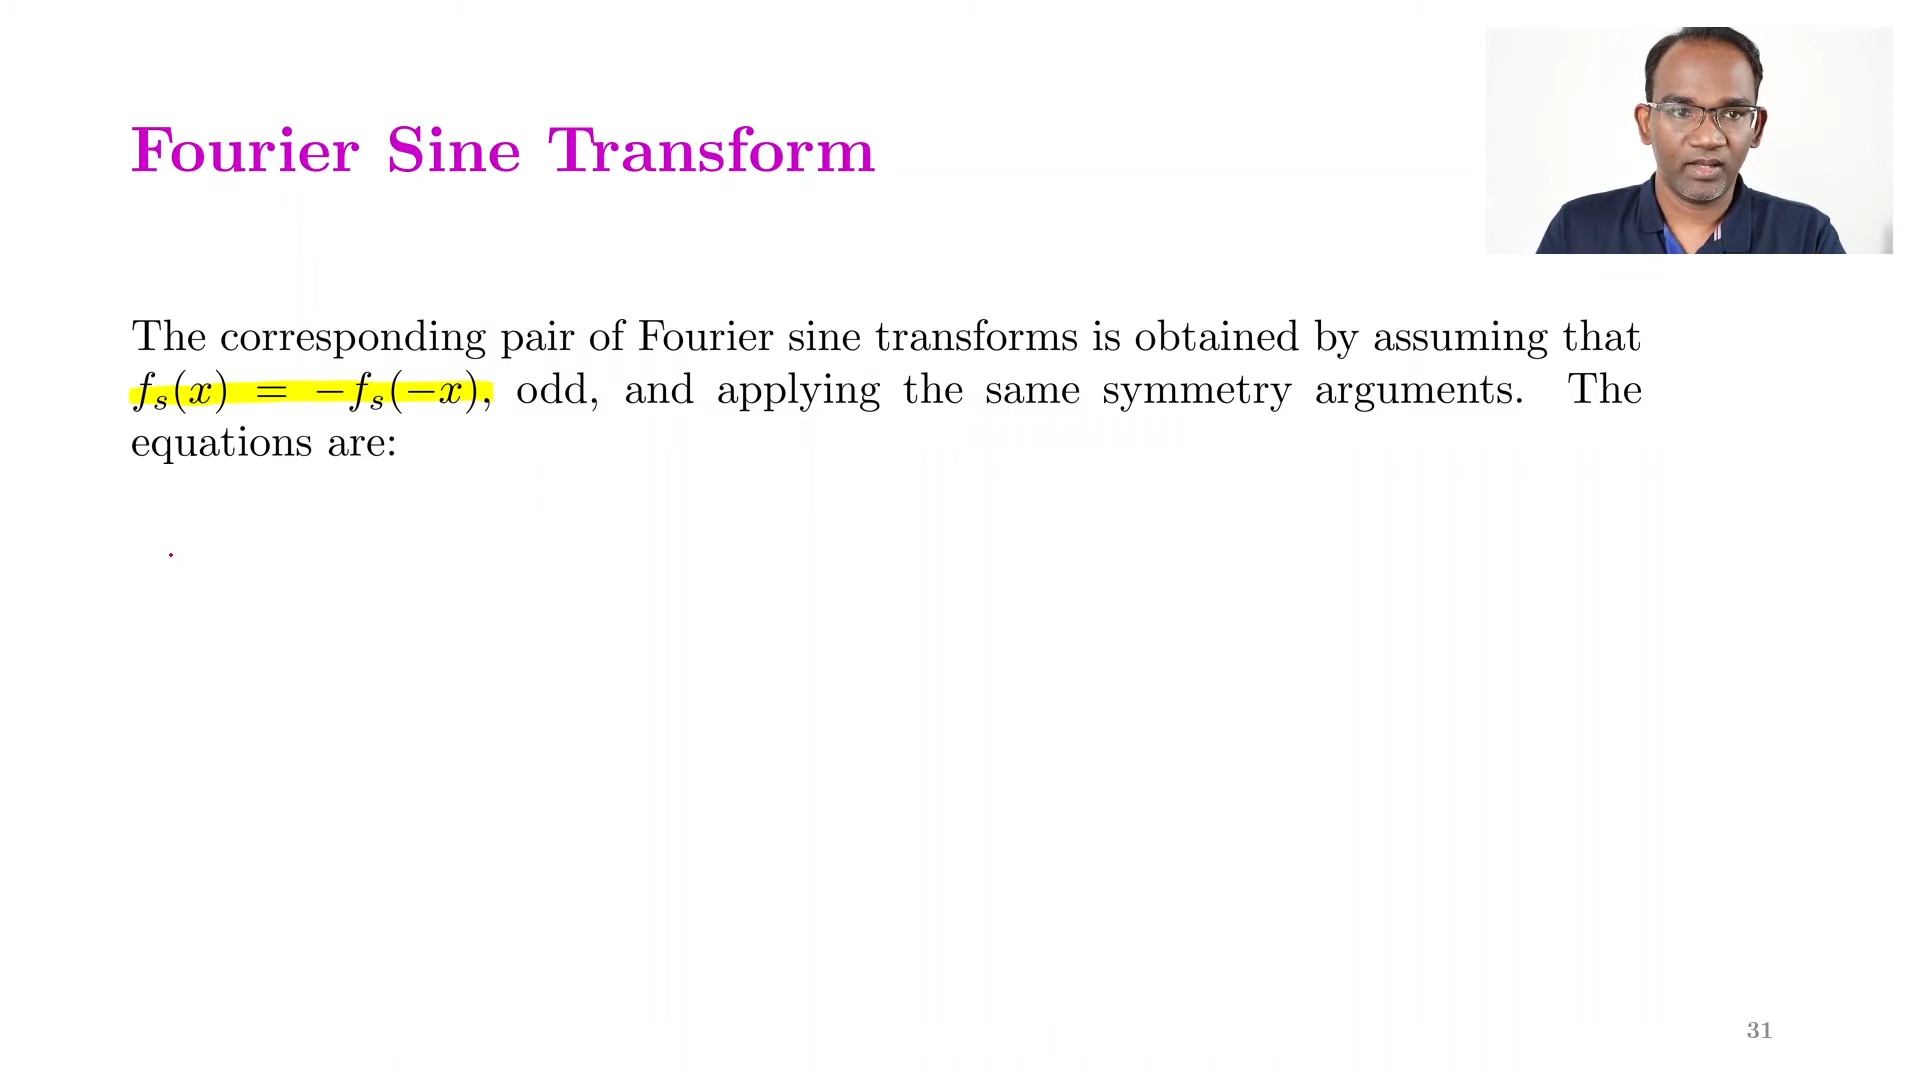 Fourier Sine Transform
The corresponding pair of Fourier sine transforms is obtained by assuming that
fₛ(x) = −fₛ(−x), odd, and applying the same symmetry arguments. The
equations are:
31